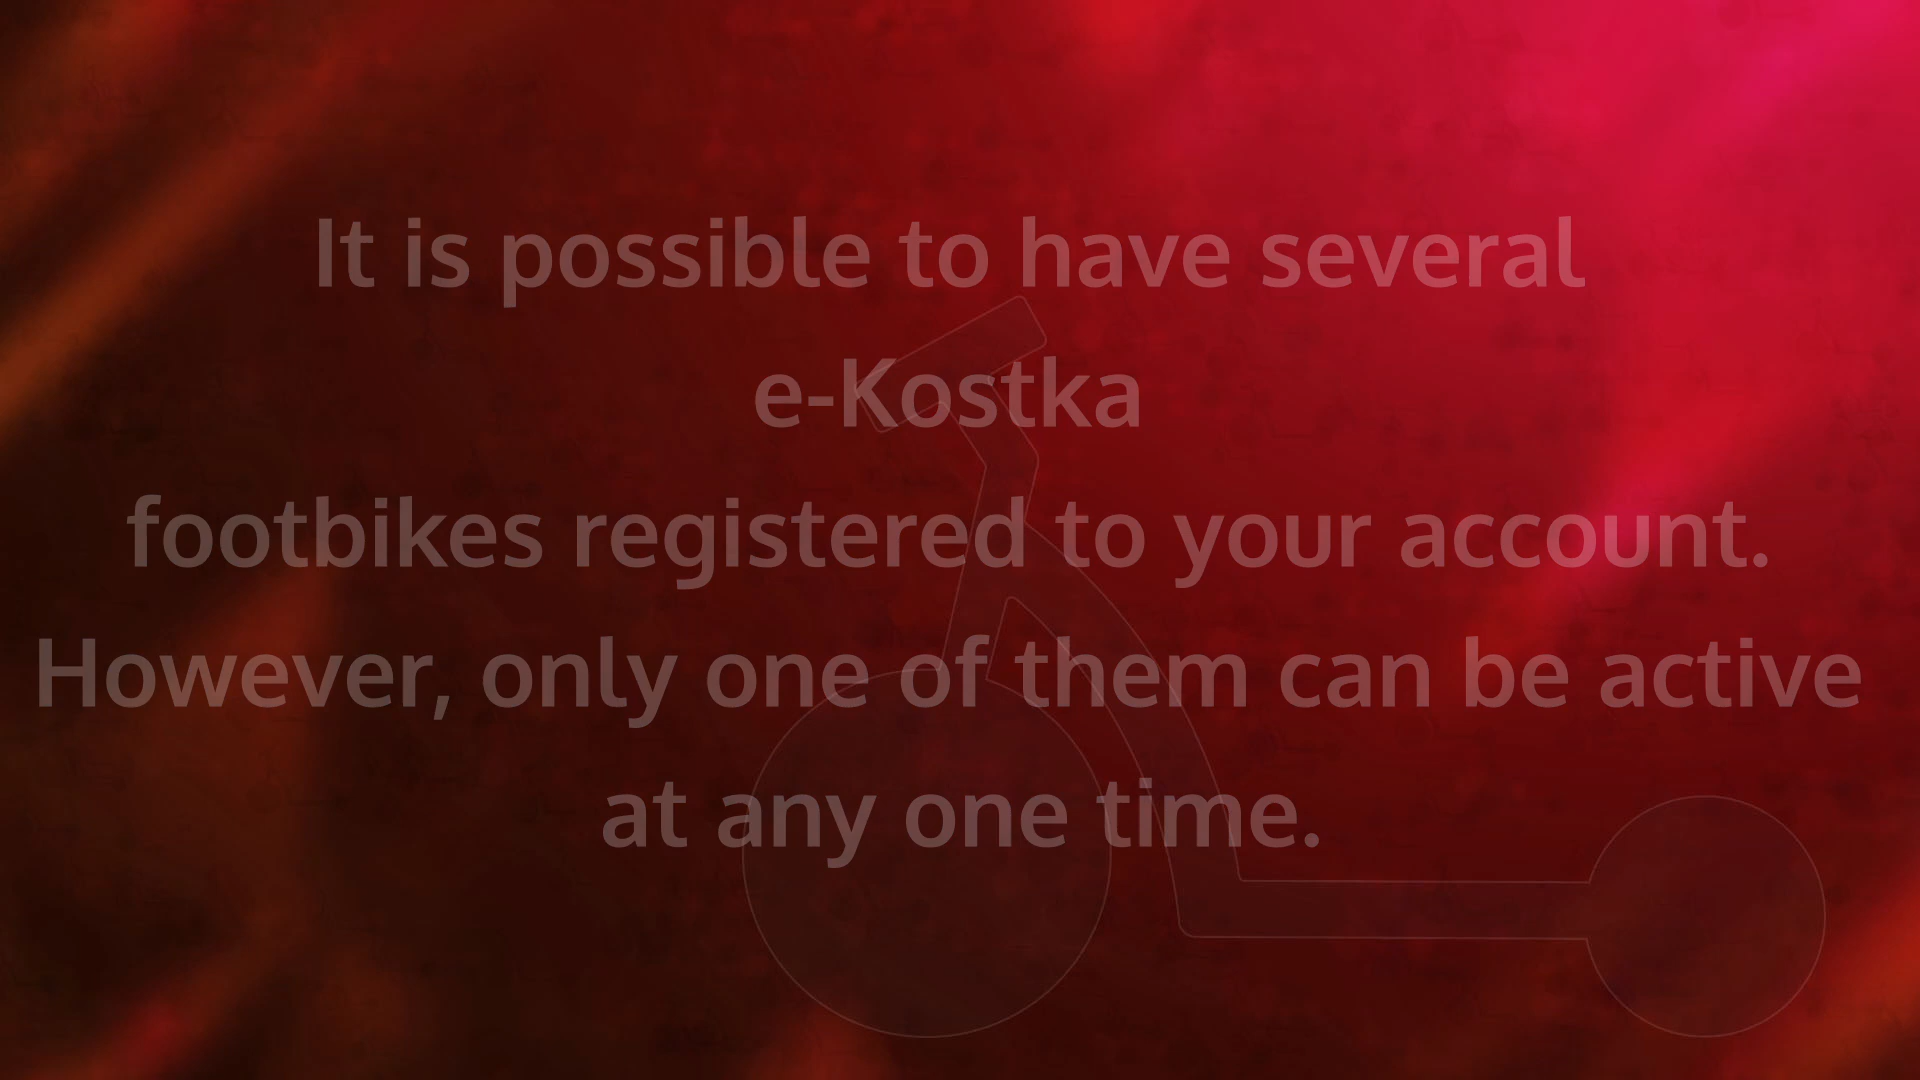 It is possible to have several
e-Kostka
footbikes registered to your account.
However, only one of them can be active
at any one time.